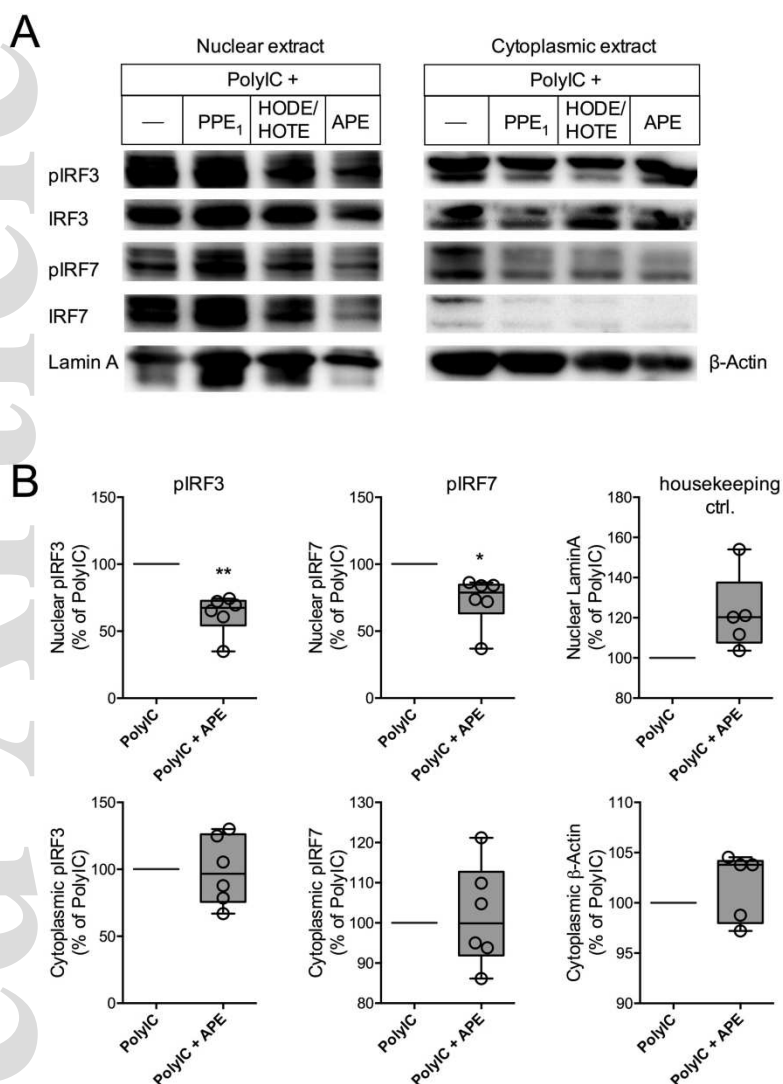 A
Nuclear extract
Cytoplasmic extract
PolyIC +
PolyIC +
— PPE₁ HODE/ HOTE APE
— PPE₁ HODE/ HOTE APE
pIRF3
IRF3
pIRF7
IRF7
Lamin A
β-Actin
B
pIRF3
pIRF7
housekeeping
ctrl.
Nuclear pIRF3
(% of PolyIC)
150
100
50
0
**
PolyIC
PolyIC + APE
Nuclear pIRF7
(% of PolyIC)
150
100
50
0
*
PolyIC
PolyIC + APE
Nuclear LaminA
(% of PolyIC)
180
160
140
120
100
80
PolyIC
PolyIC + APE
Cytoplasmic pIRF3
(% of PolyIC)
150
100
50
0
PolyIC
PolyIC + APE
Cytoplasmic pIRF7
(% of PolyIC)
130
120
110
100
90
80
PolyIC
PolyIC + APE
Cytoplasmic β-Actin
(% of PolyIC)
110
105
100
95
90
PolyIC
PolyIC + APE